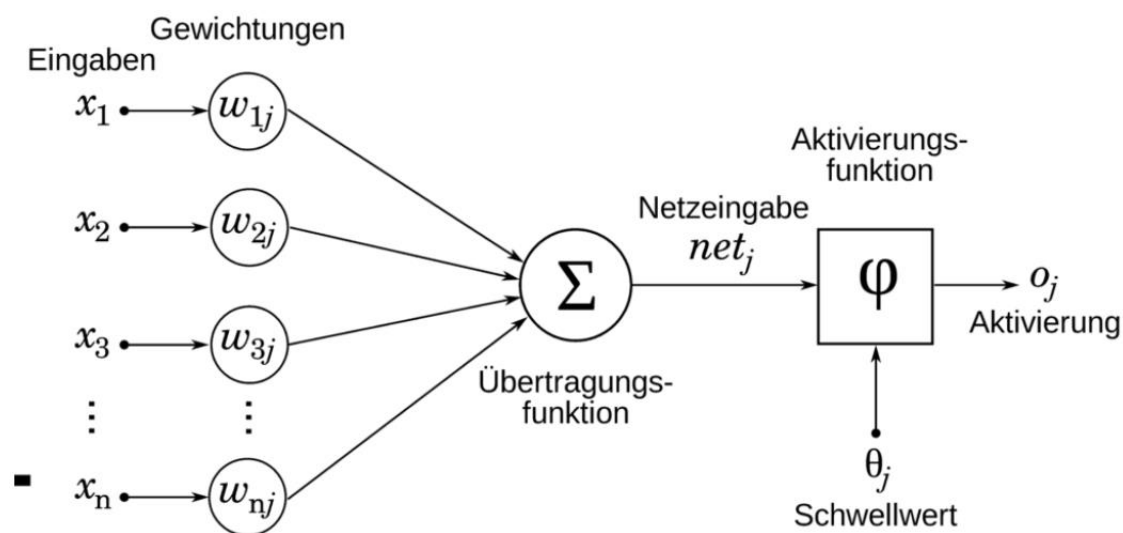 Gewichtungen
Eingaben
x₁ w₁ⱼ
x₂ w₂ⱼ
x₃ w₃ⱼ
⋮ ⋮
xₙ wₙⱼ
Σ
Übertragungs-
funktion
Netzeingabe
netⱼ
Aktivierungs-
funktion
φ
oⱼ
Aktivierung
θⱼ
Schwellwert